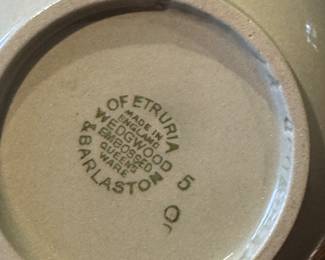 OF ETRURIA
MADE IN
ENGLAND
WEDGWOOD
EMBOSSED
QUEENS
WARE
& BARLASTON
5
O